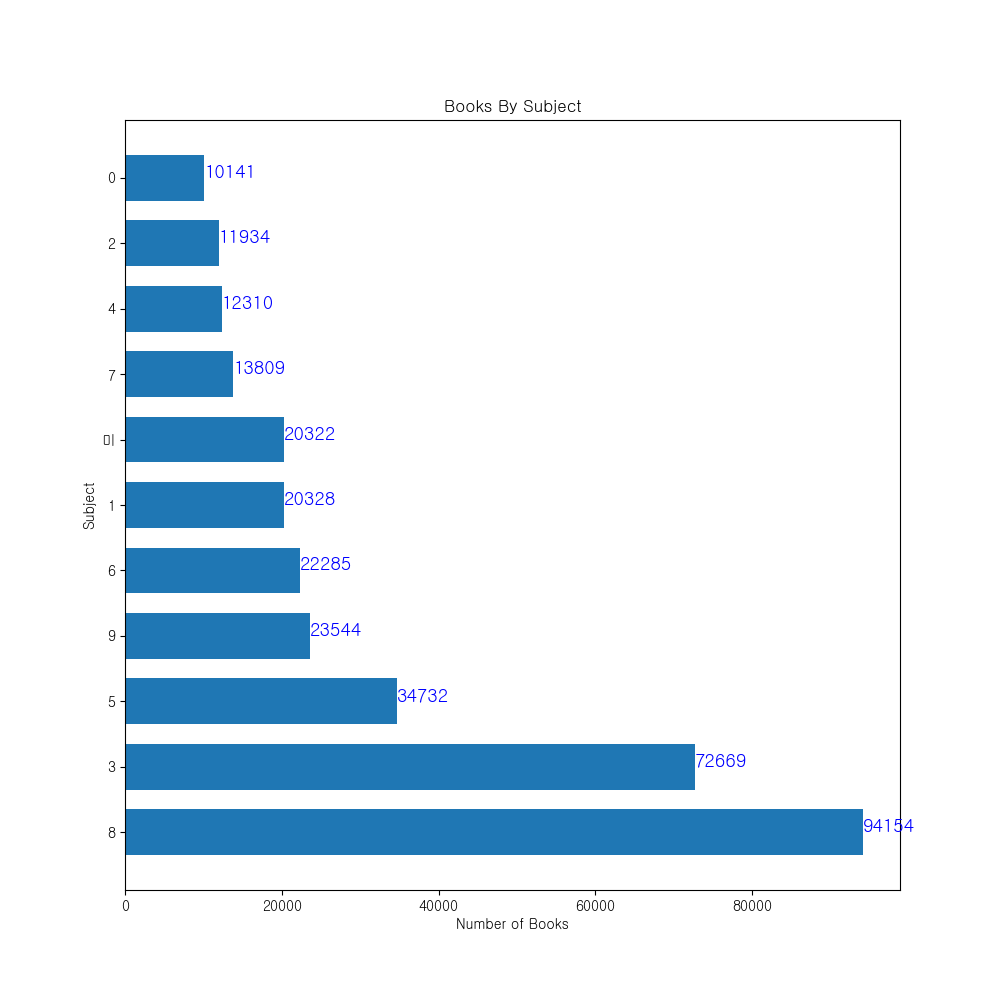 Books By Subject
0 10141
2 11934
4 12310
7 13809
미 20322
1 20328
6 22285
9 23544
5 34732
3 72669
8 94154
Subject
0 20000 40000 60000 80000
Number of Books